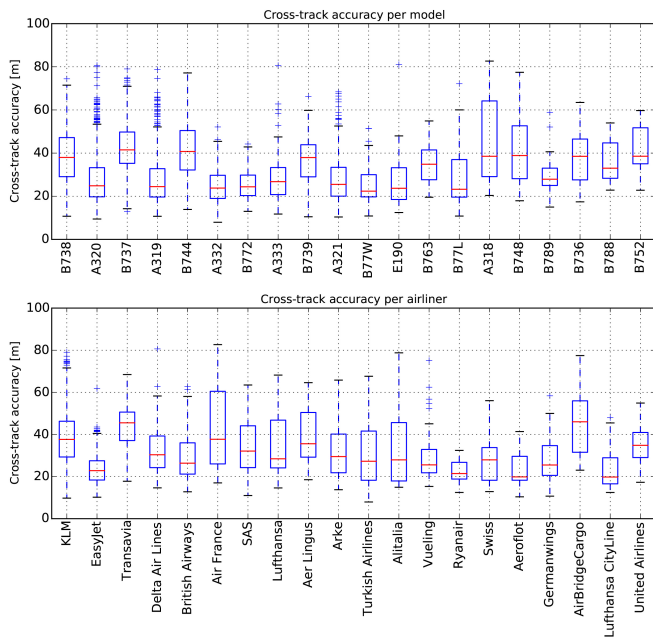 Cross-track accuracy per model
Cross-track accuracy [m]
100
80
60
40
20
0
B738 A320 B737 A319 B744 A332 B772 A333 B739 A321 B77W E190 B763 B77L A318 B748 B789 B736 B788 B752
Cross-track accuracy per airliner
Cross-track accuracy [m]
100
80
60
40
20
0
KLM EasyJet Transavia Delta Air Lines British Airways Air France SAS Lufthansa Aer Lingus Arke Turkish Airlines Alitalia Vueling Ryanair Swiss Aeroflot Germanwings AirBridgeCargo Lufthansa CityLine United Airlines